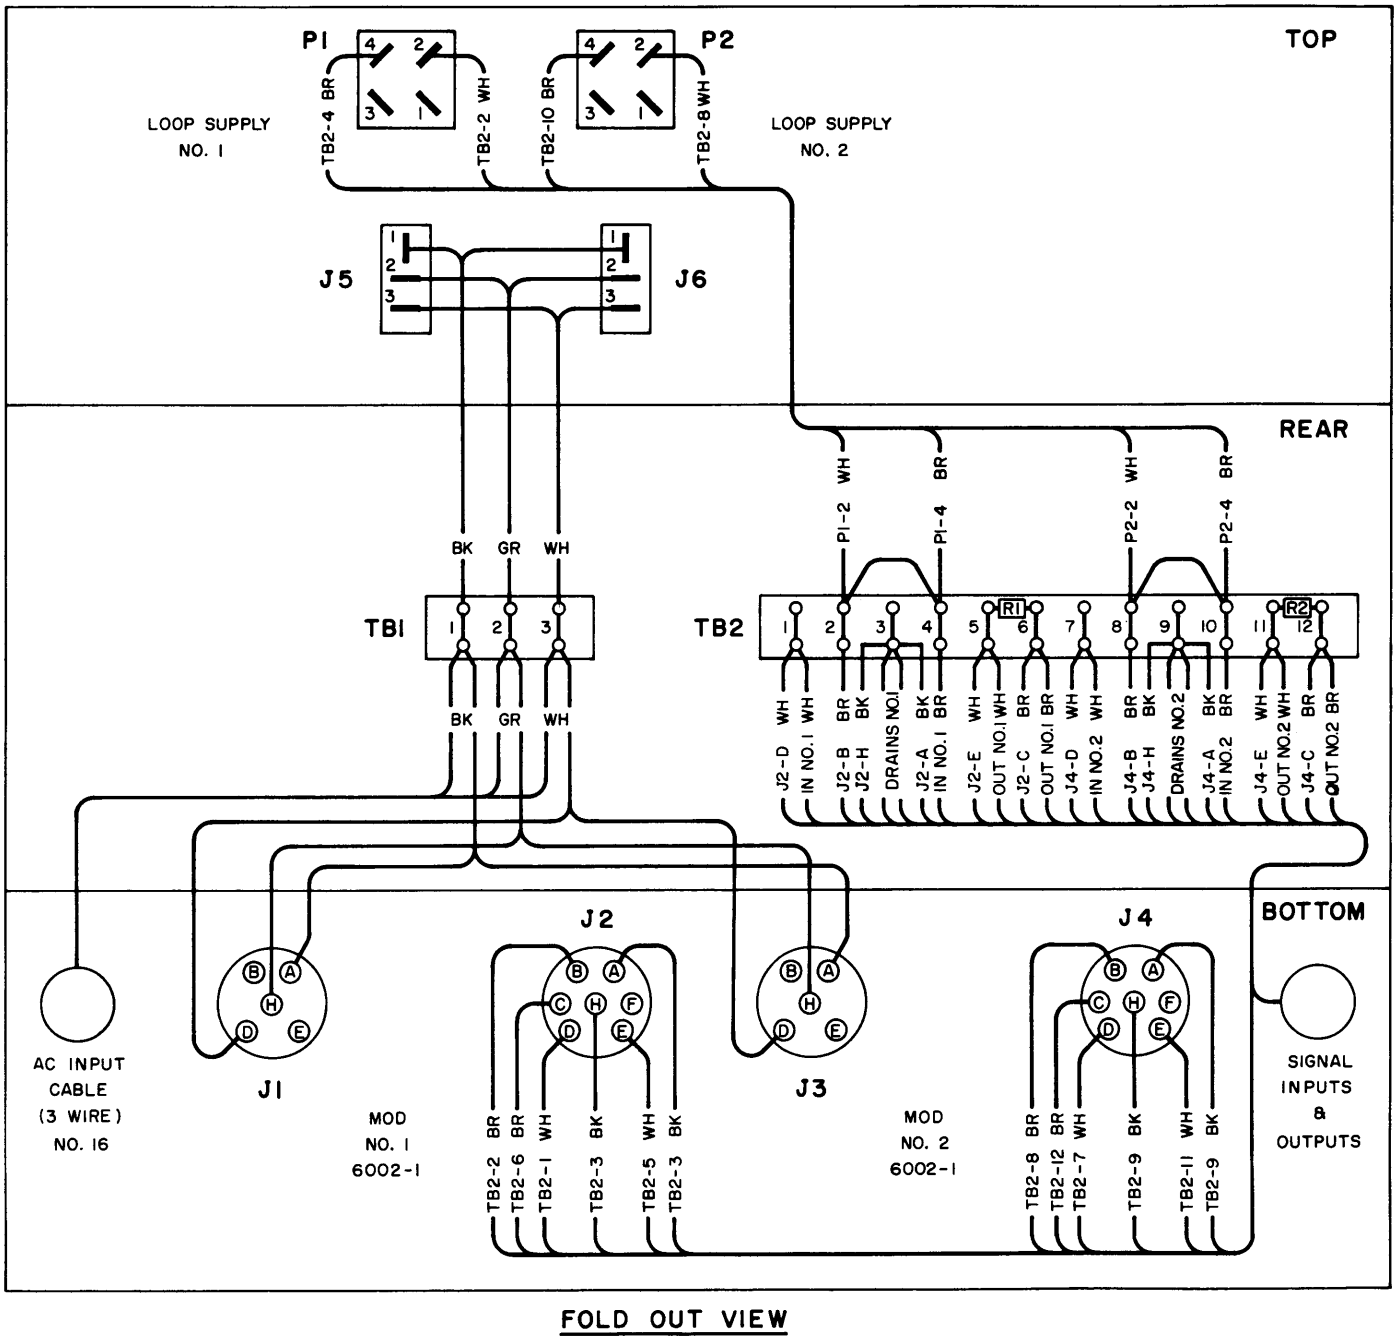 TOP
P1
4
2
3
1
P2
4
2
3
1
TB2-4 BR
TB2-2 WH
TB2-10 BR
TB2-8 WH
LOOP SUPPLY
NO. 1
LOOP SUPPLY
NO. 2
J5
1
2
3
J6
1
2
3
REAR
P1-2 WH
P1-4 BR
P2-2 WH
P2-4 BR
BK
GR
WH
TB1
1
2
3
TB2
1
2
3
4
5
R1
6
7
8
9
10
11
R2
12
BK
GR
WH
J2-D WH
IN NO.1 WH
J2-B BR
J2-H BK
DRAINS NO.1
J2-A BK
IN NO.1 BR
J2-E WH
OUT NO.1 WH
J2-C BR
OUT NO.1 BR
J4-D WH
IN NO.2 WH
J4-B BR
J4-H BK
DRAINS NO.2
J4-A BK
IN NO.2 BR
J4-E WH
OUT NO.2 WH
J4-C BR
OUT NO.2 BR
BOTTOM
J2
J4
B
A
H
D
E
B
A
C
H
F
D
E
B
A
H
D
E
B
A
C
H
F
D
E
AC INPUT
CABLE
(3 WIRE)
NO. 16
J1
J3
SIGNAL
INPUTS
&
OUTPUTS
MOD
NO. 1
6002-1
TB2-2 BR
TB2-6 BR
TB2-1 WH
TB2-3 BK
TB2-5 WH
TB2-3 BK
MOD
NO. 2
6002-1
TB2-8 BR
TB2-12 BR
TB2-7 WH
TB2-9 BK
TB2-11 WH
TB2-9 BK
FOLD OUT VIEW